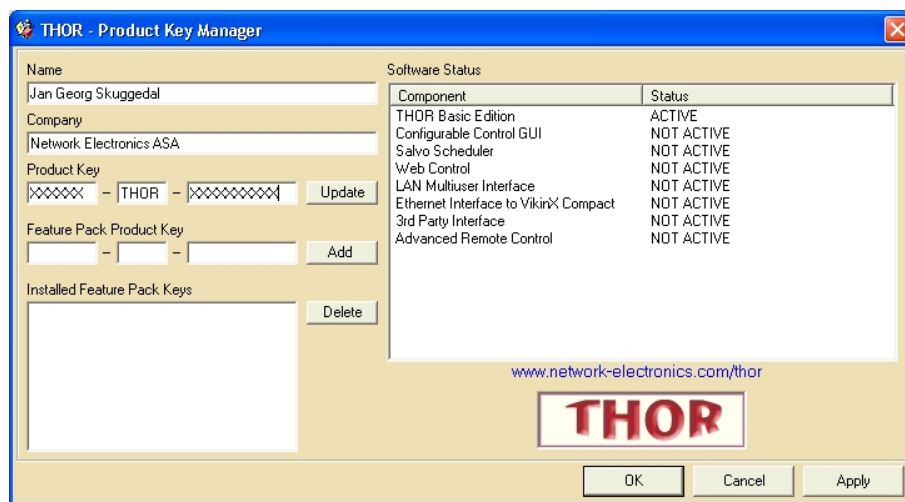 THOR - Product Key Manager
Name
Jan Georg Skuggedal
Company
Network Electronics ASA
Product Key
XXXXXX - THOR - XXXXXXXXXX Update
Feature Pack Product Key
- - Add
Installed Feature Pack Keys
Delete
Software Status
Component Status
THOR Basic Edition ACTIVE
Configurable Control GUI NOT ACTIVE
Salvo Scheduler NOT ACTIVE
Web Control NOT ACTIVE
LAN Multiuser Interface NOT ACTIVE
Ethernet Interface to VikinX Compact NOT ACTIVE
3rd Party Interface NOT ACTIVE
Advanced Remote Control NOT ACTIVE
www.network-electronics.com/thor
THOR
OK Cancel Apply